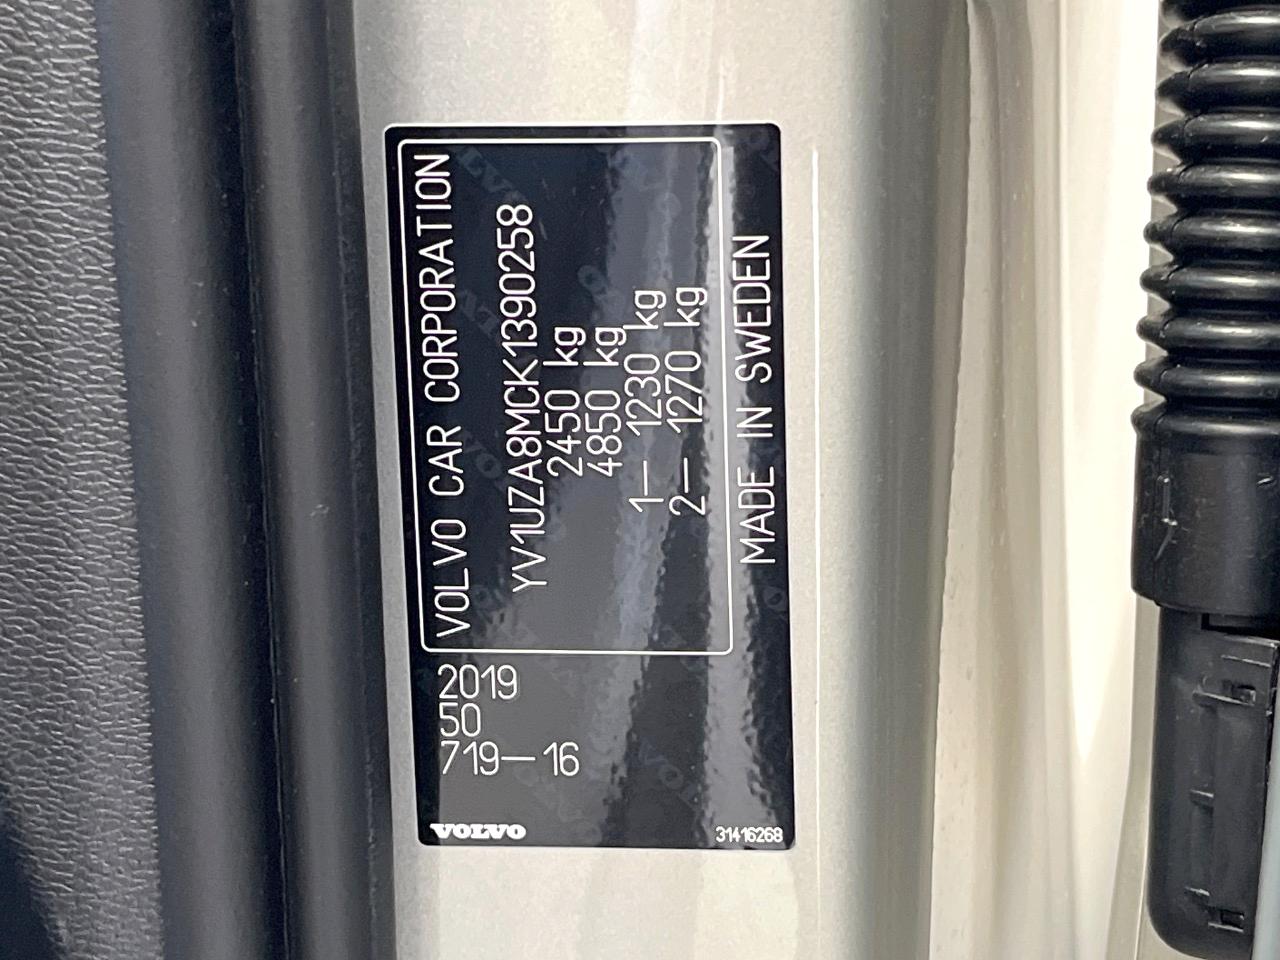 VOLVO CAR CORPORATION
YV1UZA8MCK1390258
2450 kg
4850 kg
1— 1230 kg
2— 1270 kg
MADE IN SWEDEN
2019
50
719—16
VOLVO
31416268